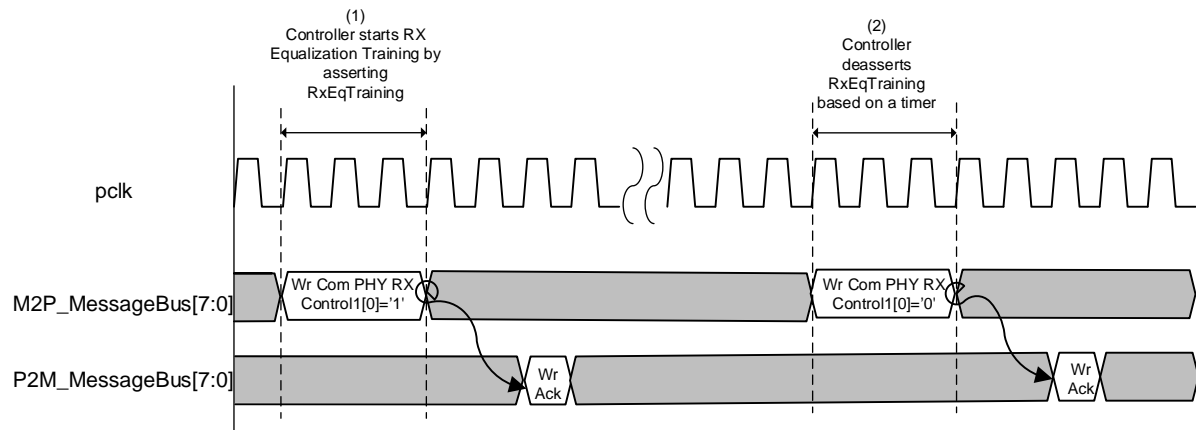 (1)
Controller starts RX
Equalization Training by
asserting
RxEqTraining
(2)
Controller
deasserts
RxEqTraining
based on a timer
pclk
M2P_MessageBus[7:0]
Wr Com PHY RX
Control1[0]='1'
Wr Com PHY RX
Control1[0]='0'
P2M_MessageBus[7:0]
Wr
Ack
Wr
Ack